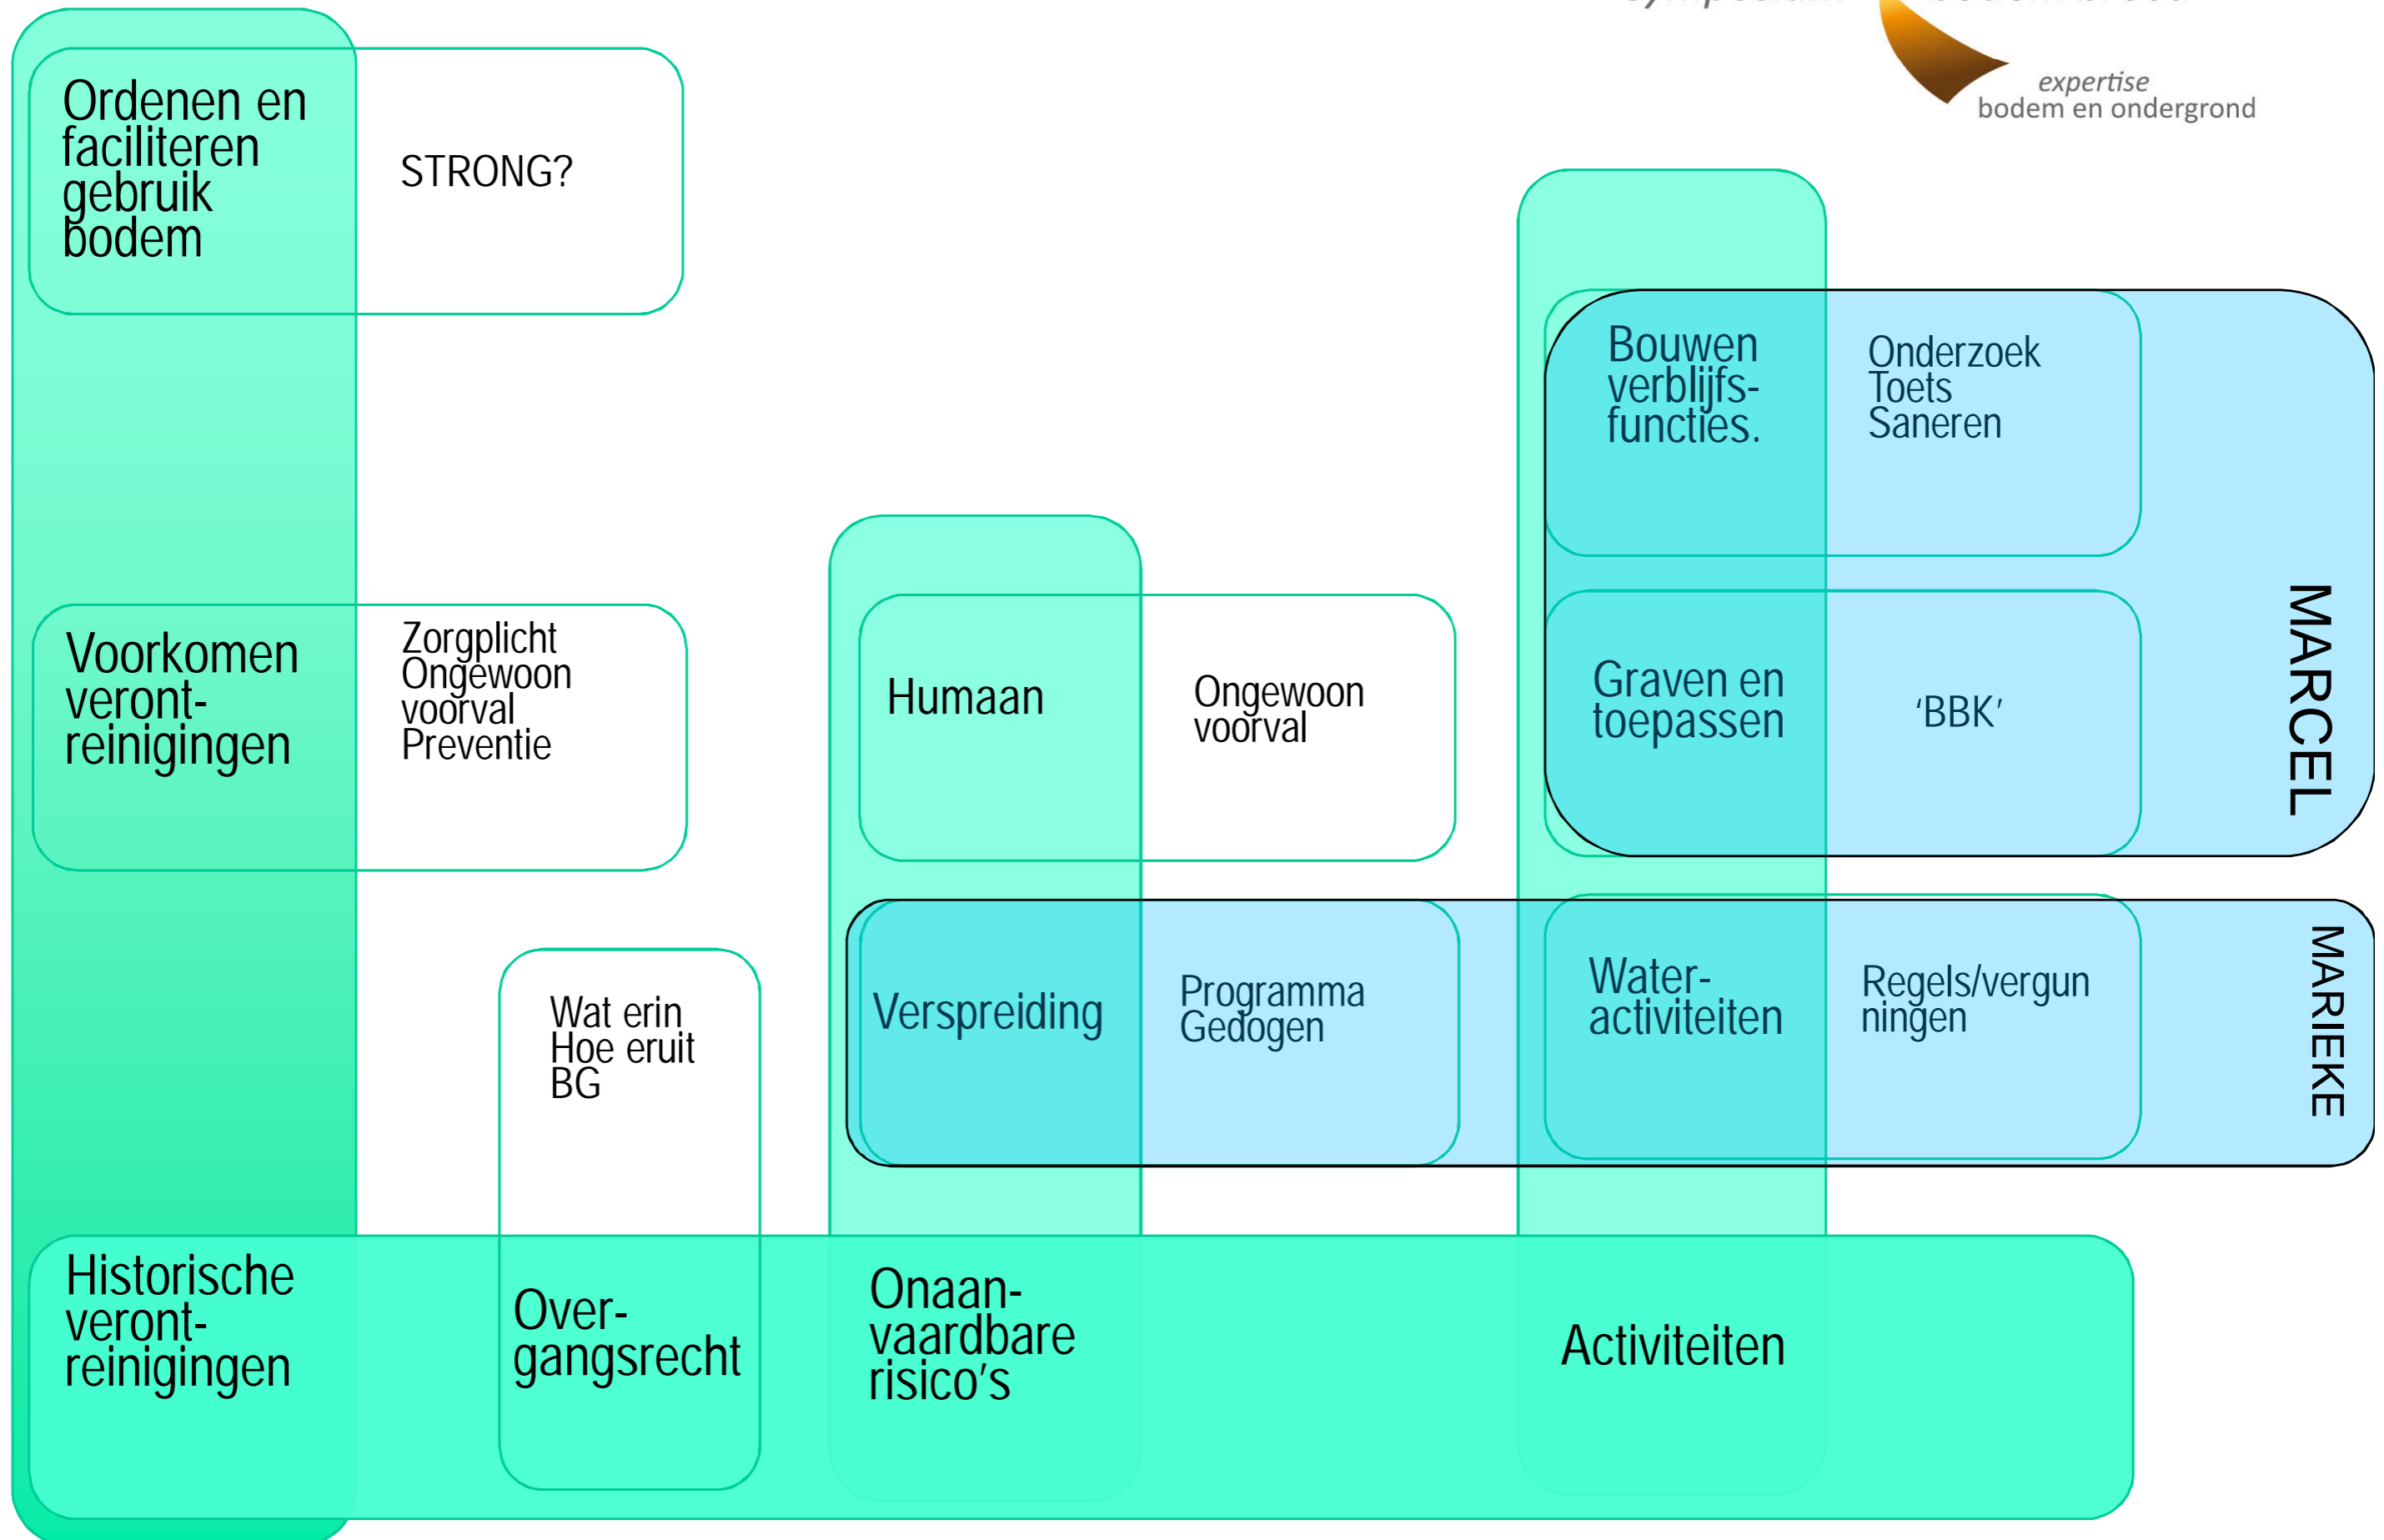 expertise
bodem en ondergrond
Ordenen en
faciliteren
gebruik
bodem
STRONG?
Bouwen
verblijfs-
functies.
Onderzoek
Toets
Saneren
MARCEL
Voorkomen
veront-
reinigingen
Zorgplicht
Ongewoon
voorval
Preventie
Humaan
Ongewoon
voorval
Graven en
toepassen
‘BBK’
Wat erin
Hoe eruit
BG
Verspreiding
Programma
Gedogen
Water-
activiteiten
Regels/vergun
ningen
MARIEKE
Historische
veront-
reinigingen
Over-
gangsrecht
Onaan-
vaardbare
risico’s
Activiteiten